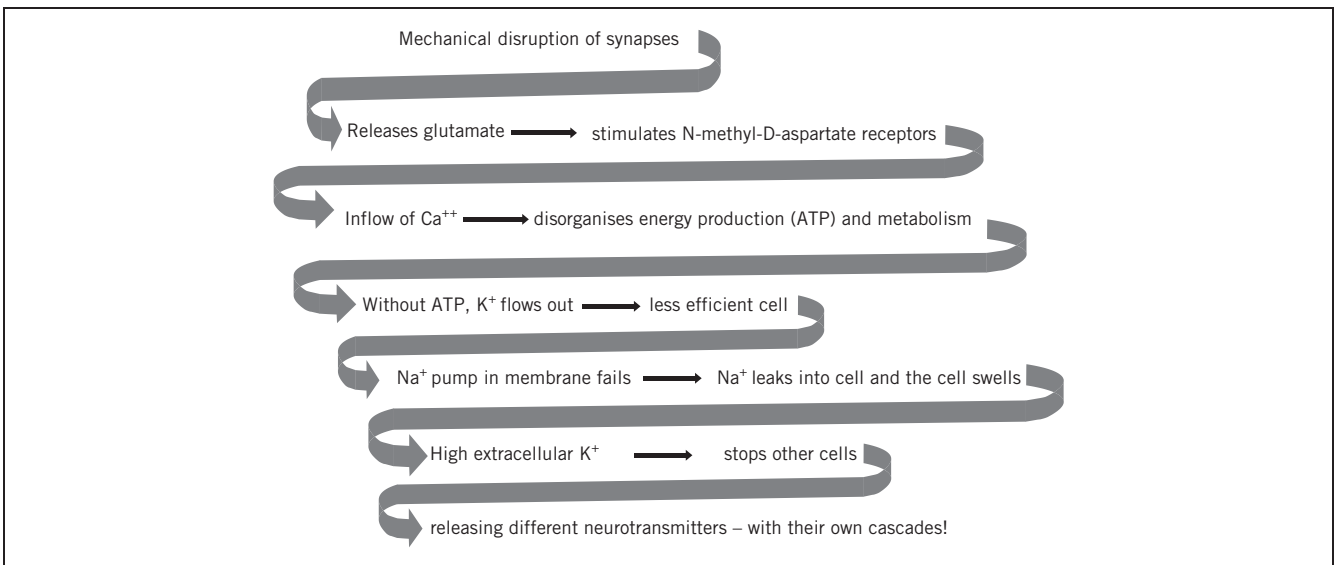 Mechanical disruption of synapses
Releases glutamate stimulates N-methyl-D-aspartate receptors
Inflow of Ca⁺⁺ disorganises energy production (ATP) and metabolism
Without ATP, K⁺ flows out less efficient cell
Na⁺ pump in membrane fails Na⁺ leaks into cell and the cell swells
High extracellular K⁺ stops other cells
releasing different neurotransmitters – with their own cascades!